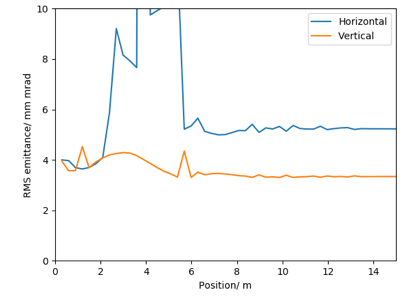 10
8
6
4
2
0
0 2 4 6 8 10 12 14
RMS emittance/ mm mrad
Position/ m
Horizontal
Vertical